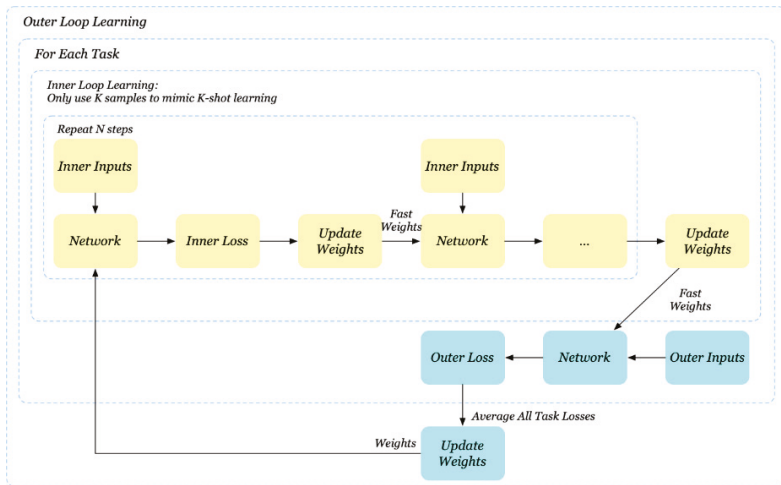 Outer Loop Learning
For Each Task
Inner Loop Learning:
Only use K samples to mimic K-shot learning
Repeat N steps
Inner Inputs
Inner Inputs
Network
Inner Loss
Update
Weights
Fast
Weights
Network
...
Update
Weights
Fast
Weights
Outer Loss
Network
Outer Inputs
Average All Task Losses
Weights
Update
Weights